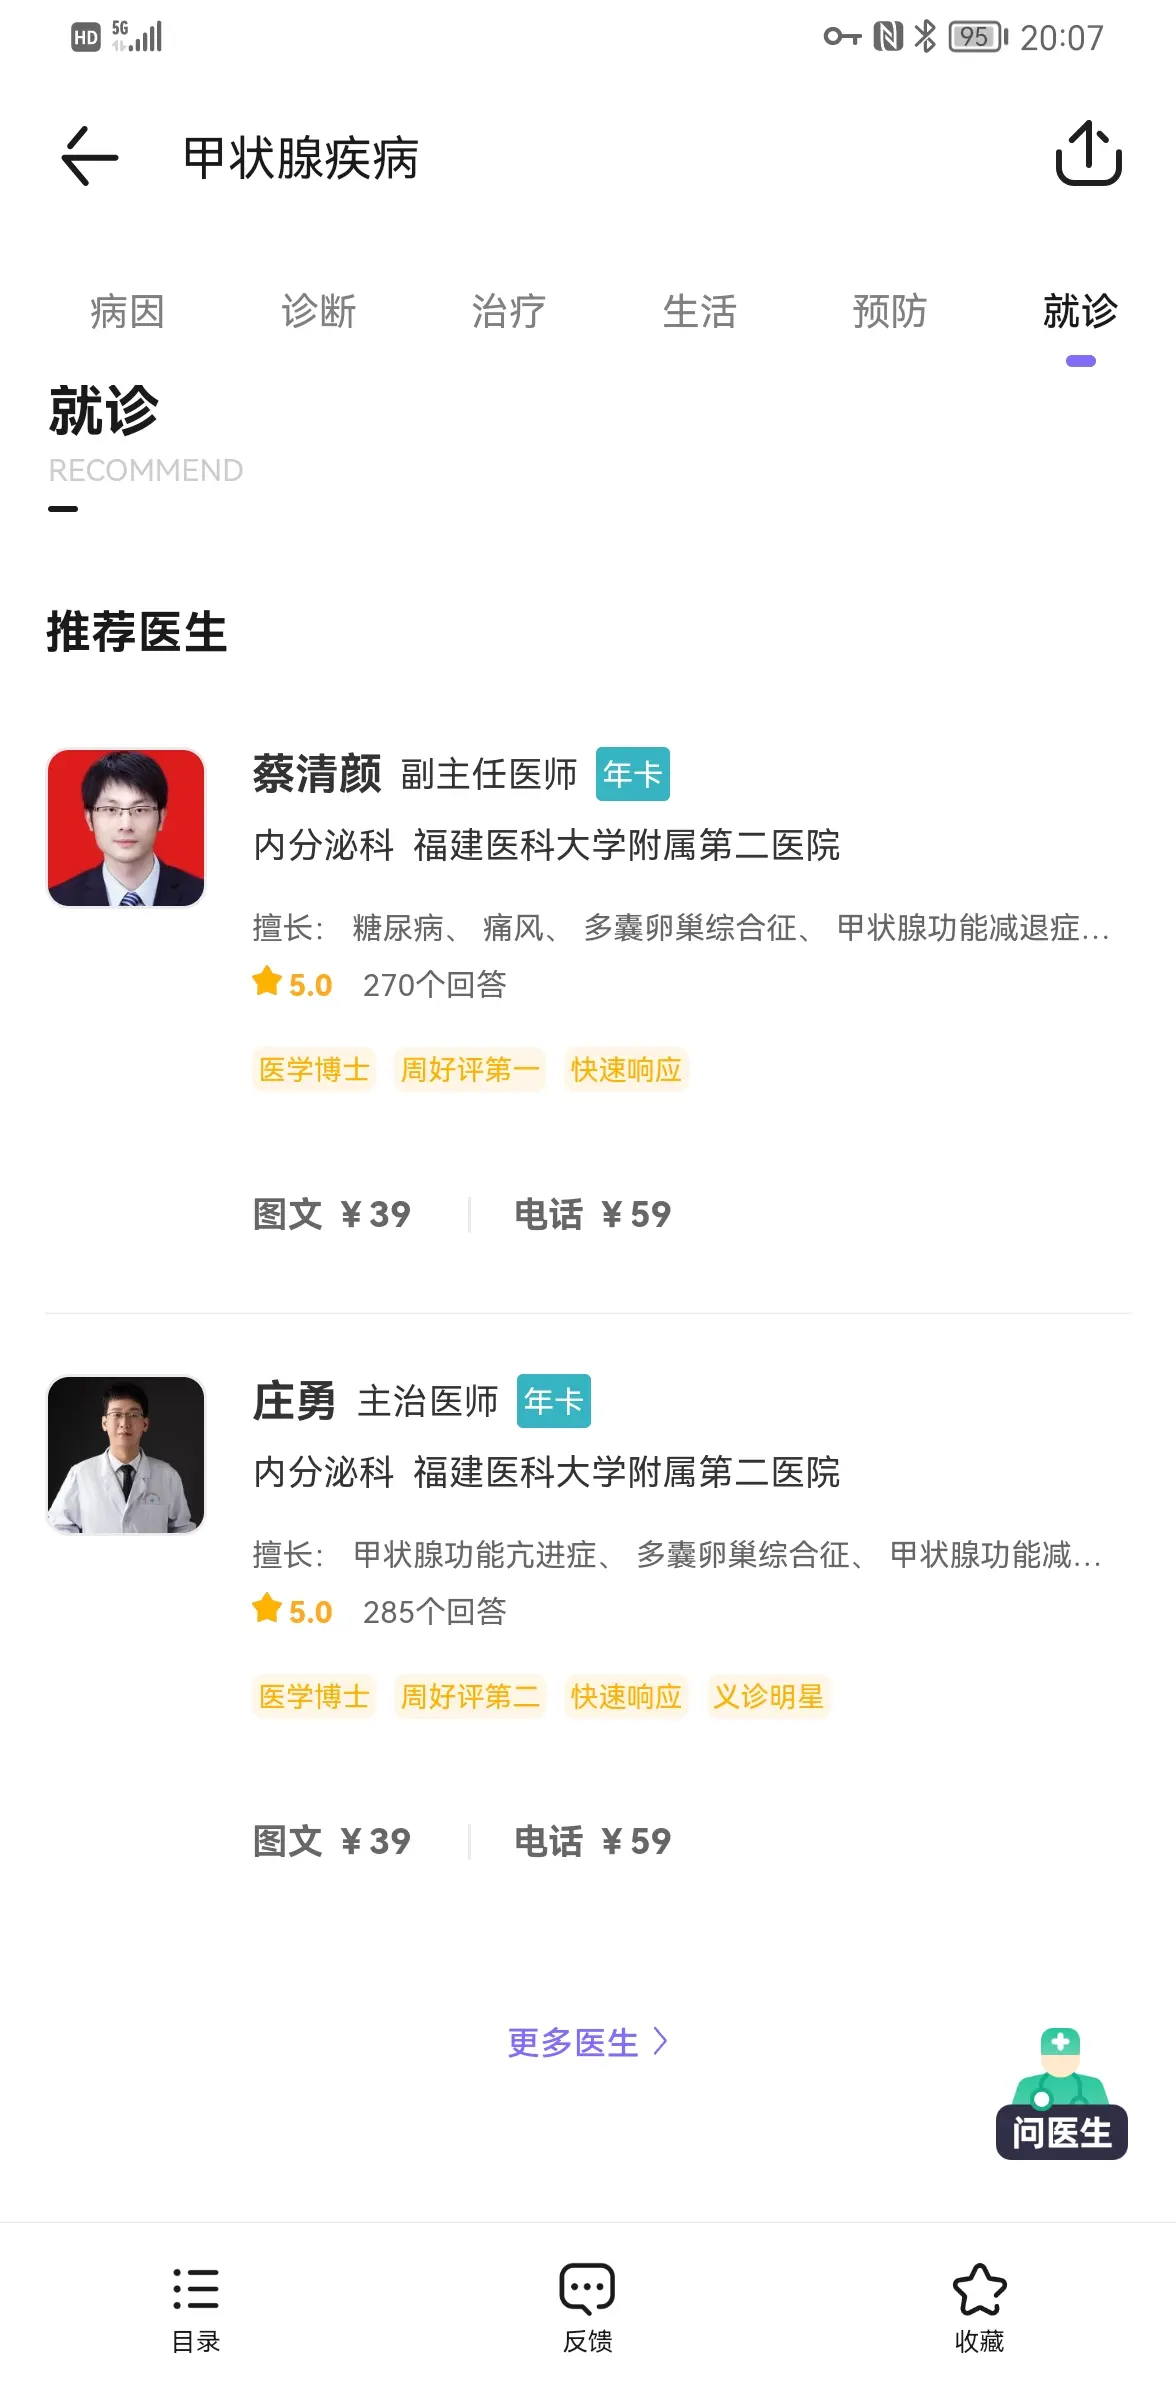 HD 5G 95 20:07
甲状腺疾病
病因 诊断 治疗 生活 预防 就诊
就诊
RECOMMEND
推荐医生
蔡清颜 副主任医师 年卡
内分泌科 福建医科大学附属第二医院
擅长： 糖尿病、 痛风、 多囊卵巢综合征、 甲状腺功能减退症...
5.0 270个回答
医学博士 周好评第一 快速响应
图文 ¥39 电话 ¥59
庄勇 主治医师 年卡
内分泌科 福建医科大学附属第二医院
擅长： 甲状腺功能亢进症、 多囊卵巢综合征、 甲状腺功能减...
5.0 285个回答
医学博士 周好评第二 快速响应 义诊明星
图文 ¥39 电话 ¥59
更多医生
问医生
目录 反馈 收藏